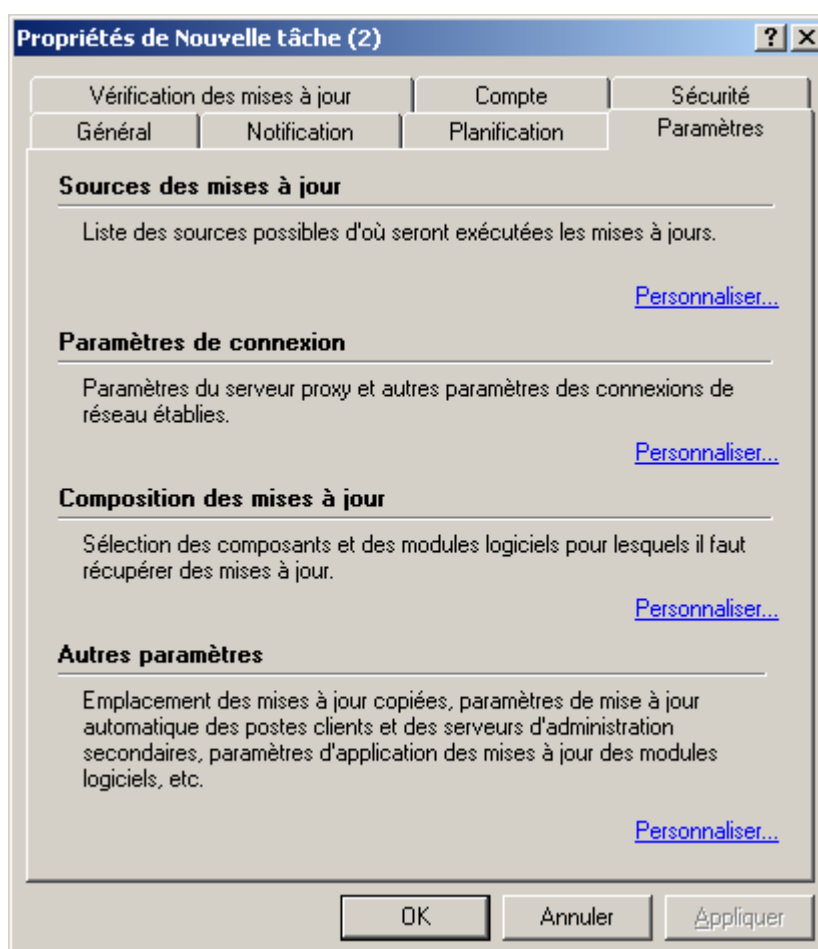 Propriétés de Nouvelle tâche (2)
Vérification des mises à jour
Compte
Sécurité
Général
Notification
Planification
Paramètres
Sources des mises à jour
Liste des sources possibles d'où seront exécutées les mises à jours.
Personnaliser...
Paramètres de connexion
Paramètres du serveur proxy et autres paramètres des connexions de
réseau établies.
Personnaliser...
Composition des mises à jour
Sélection des composants et des modules logiciels pour lesquels il faut
récupérer des mises à jour.
Personnaliser...
Autres paramètres
Emplacement des mises à jour copiées, paramètres de mise à jour
automatique des postes clients et des serveurs d'administration
secondaires, paramètres d'application des mises à jour des modules
logiciels, etc.
Personnaliser...
OK
Annuler
Appliquer